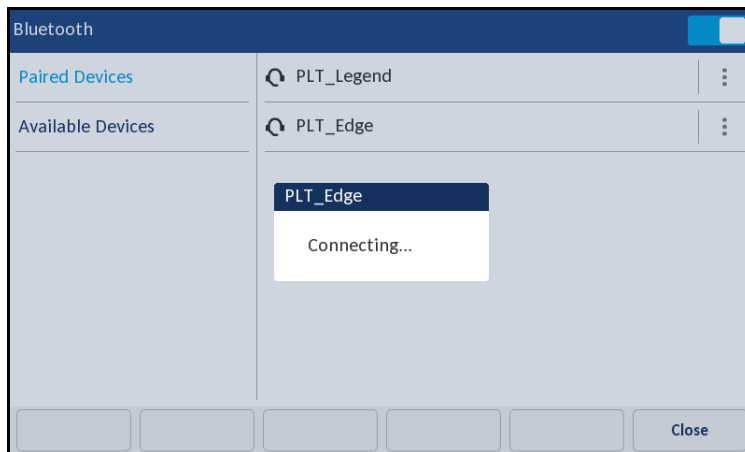 Bluetooth
Paired Devices
Available Devices
PLT_Legend
PLT_Edge
PLT_Edge
Connecting...
Close